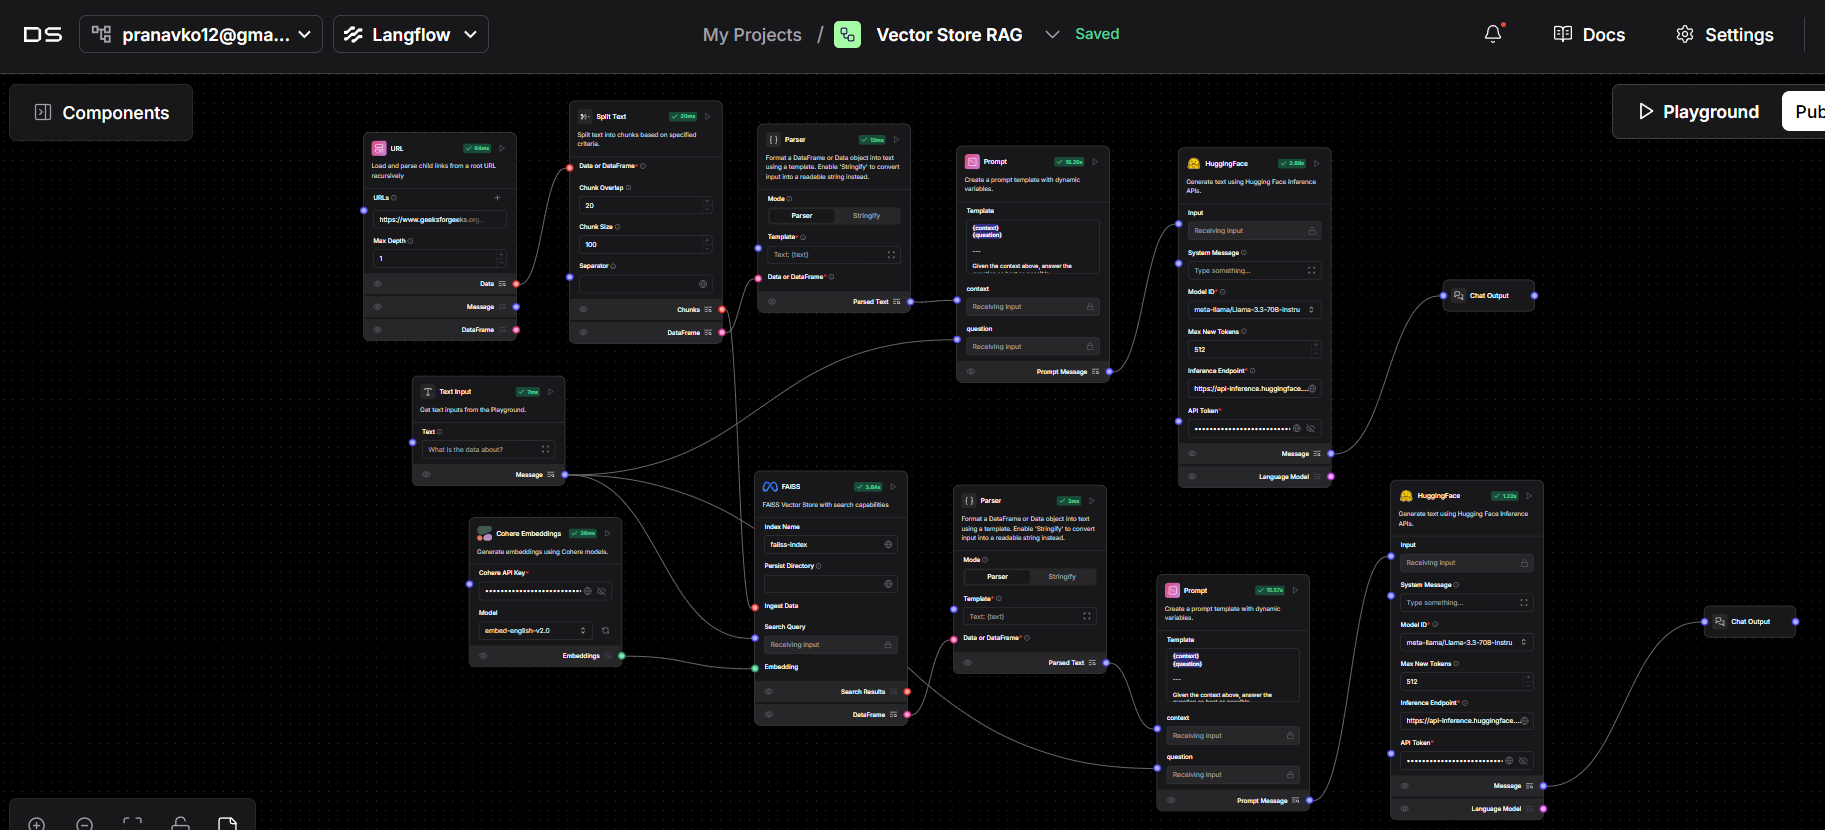 DS
pranavko12@gma...
Langflow
My Projects / Vector Store RAG
Saved
Docs
Settings
Components
Playground
Pub
URL
64ms
Load and parse child links from a root URL
recursively
URLs
https://www.geeksforgeeks.org...
Max Depth
1
Data
Message
DataFrame
Split Text
20ms
Split text into chunks based on specified
criteria.
Data or DataFrame*
Chunk Overlap
20
Chunk Size
100
Separator
Chunks
DataFrame
Parser
13ms
Format a DataFrame or Data object into text
using a template. Enable 'Stringify' to convert
input into a readable string instead.
Mode
Parser
Stringify
Template*
Text: {text}
Data or DataFrame*
Parsed Text
Prompt
Create a prompt template with dynamic
variables.
Template
{context}
{question}
---
Given the context above, answer the
question as best as possible.
context
Receiving input
question
Receiving input
Prompt Message
HuggingFace
Generate text using Hugging Face Inference
APIs.
Input
Receiving input
System Message
Type something...
Model ID*
meta-llama/Llama-3.3-70B-Instru
Max New Tokens
512
Inference Endpoint*
https://api-inference.huggingface....
API Token*
Message
Language Model
Chat Output
Text Input
7ms
Get text inputs from the Playground.
Text
What is the data about?
Message
Cohere Embeddings
Generate embeddings using Cohere models.
Cohere API Key*
Model
embed-english-v2.0
Embeddings
FAISS
3.84s
FAISS Vector Store with search capabilities
Index Name
Persist Directory
Ingest Data
Search Query
Receiving input
Embedding
Search Results
DataFrame
Parser
3ms
Format a DataFrame or Data object into text
using a template. Enable 'Stringify' to convert
input into a readable string instead.
Mode
Parser
Stringify
Template*
Text: {text}
Data or DataFrame*
Parsed Text
Prompt
15.57s
Create a prompt template with dynamic
variables.
Template
{context}
{question}
---
Given the context above, answer the
question as best as possible.
context
Receiving input
question
Receiving input
Prompt Message
HuggingFace
1.22s
Generate text using Hugging Face Inference
APIs.
Input
Receiving input
System Message
Type something...
Model ID*
meta-llama/Llama-3.3-70B-Instru
Max New Tokens
512
Inference Endpoint*
https://api-inference.huggingface....
API Token*
Message
Language Model
Chat Output